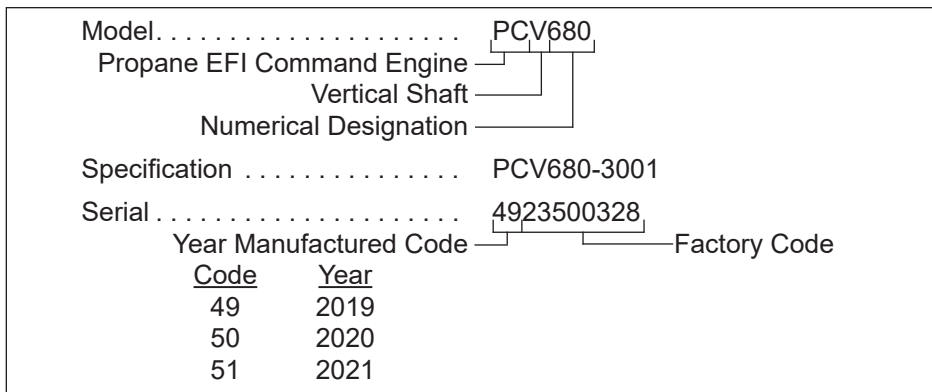 Model. . . . . . . . . . . . . . . . . . . . . PCV680
Propane EFI Command Engine
Vertical Shaft
Numerical Designation
Specification . . . . . . . . . . . . . . . PCV680-3001
Serial . . . . . . . . . . . . . . . . . . . . . 4923500328
Year Manufactured Code Factory Code
Code Year
49 2019
50 2020
51 2021